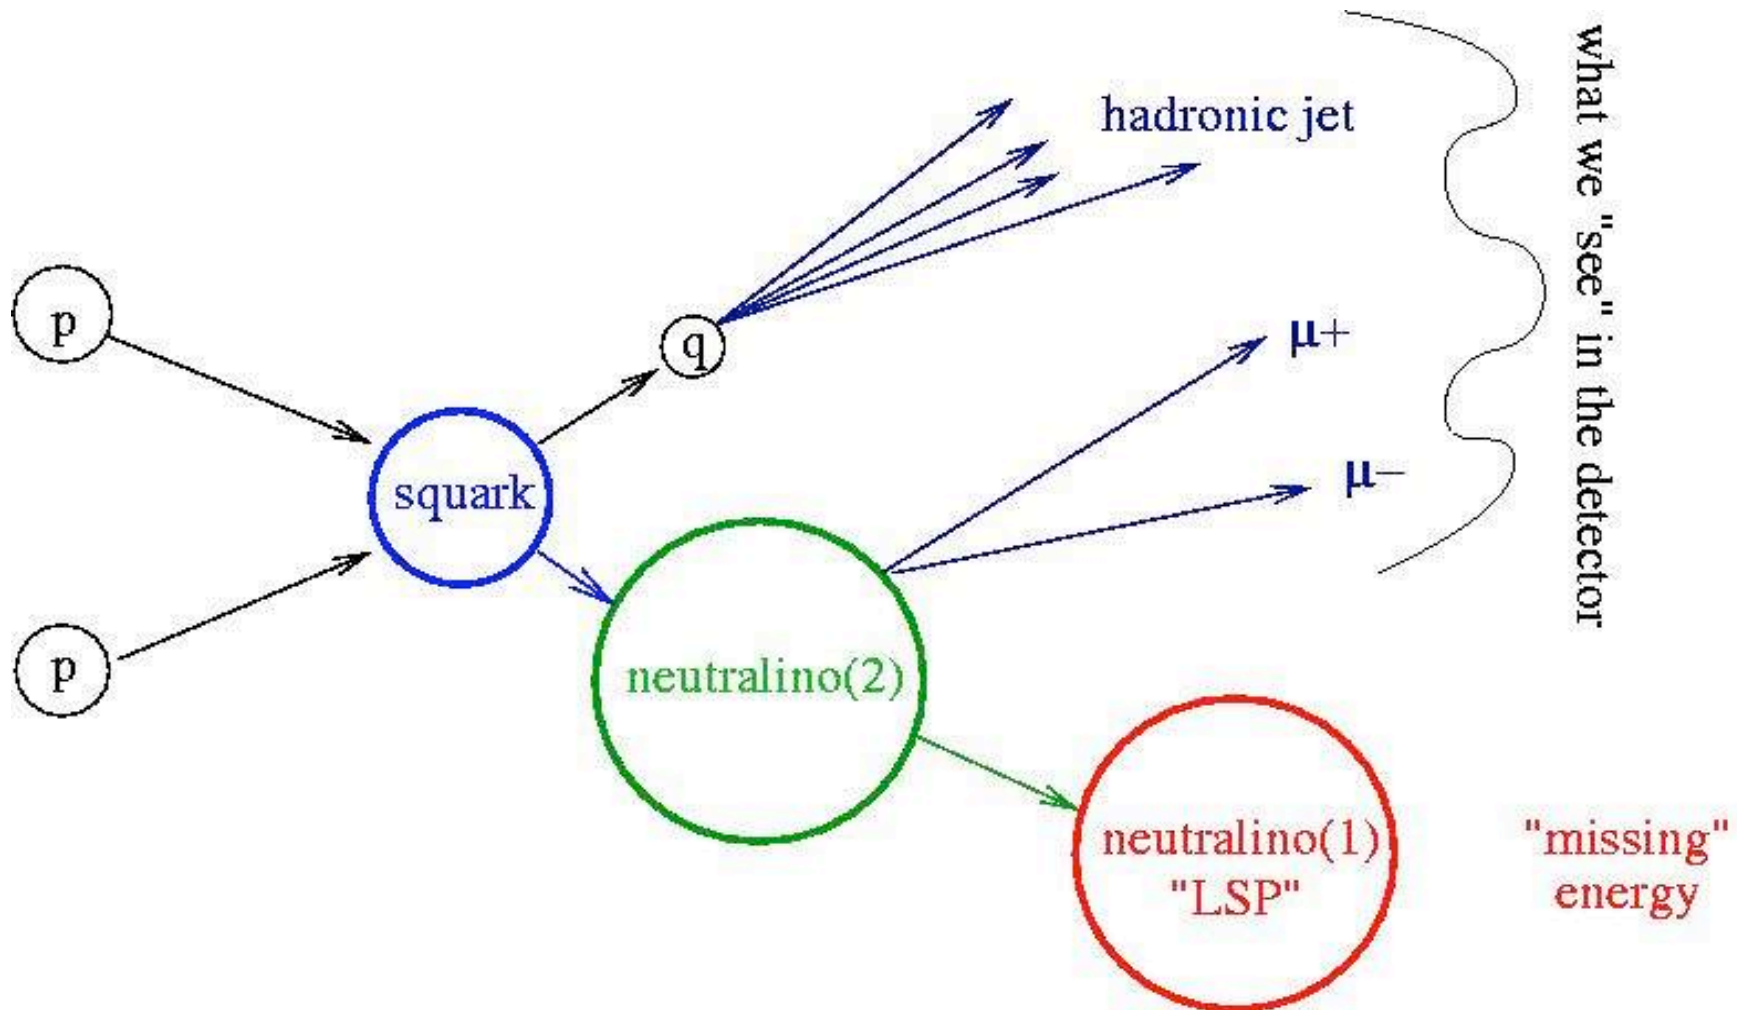 hadronic jet
p
q
μ+
squark
μ−
p
neutralino(2)
neutralino(1)
"LSP"
"missing"
energy
what we "see" in the detector